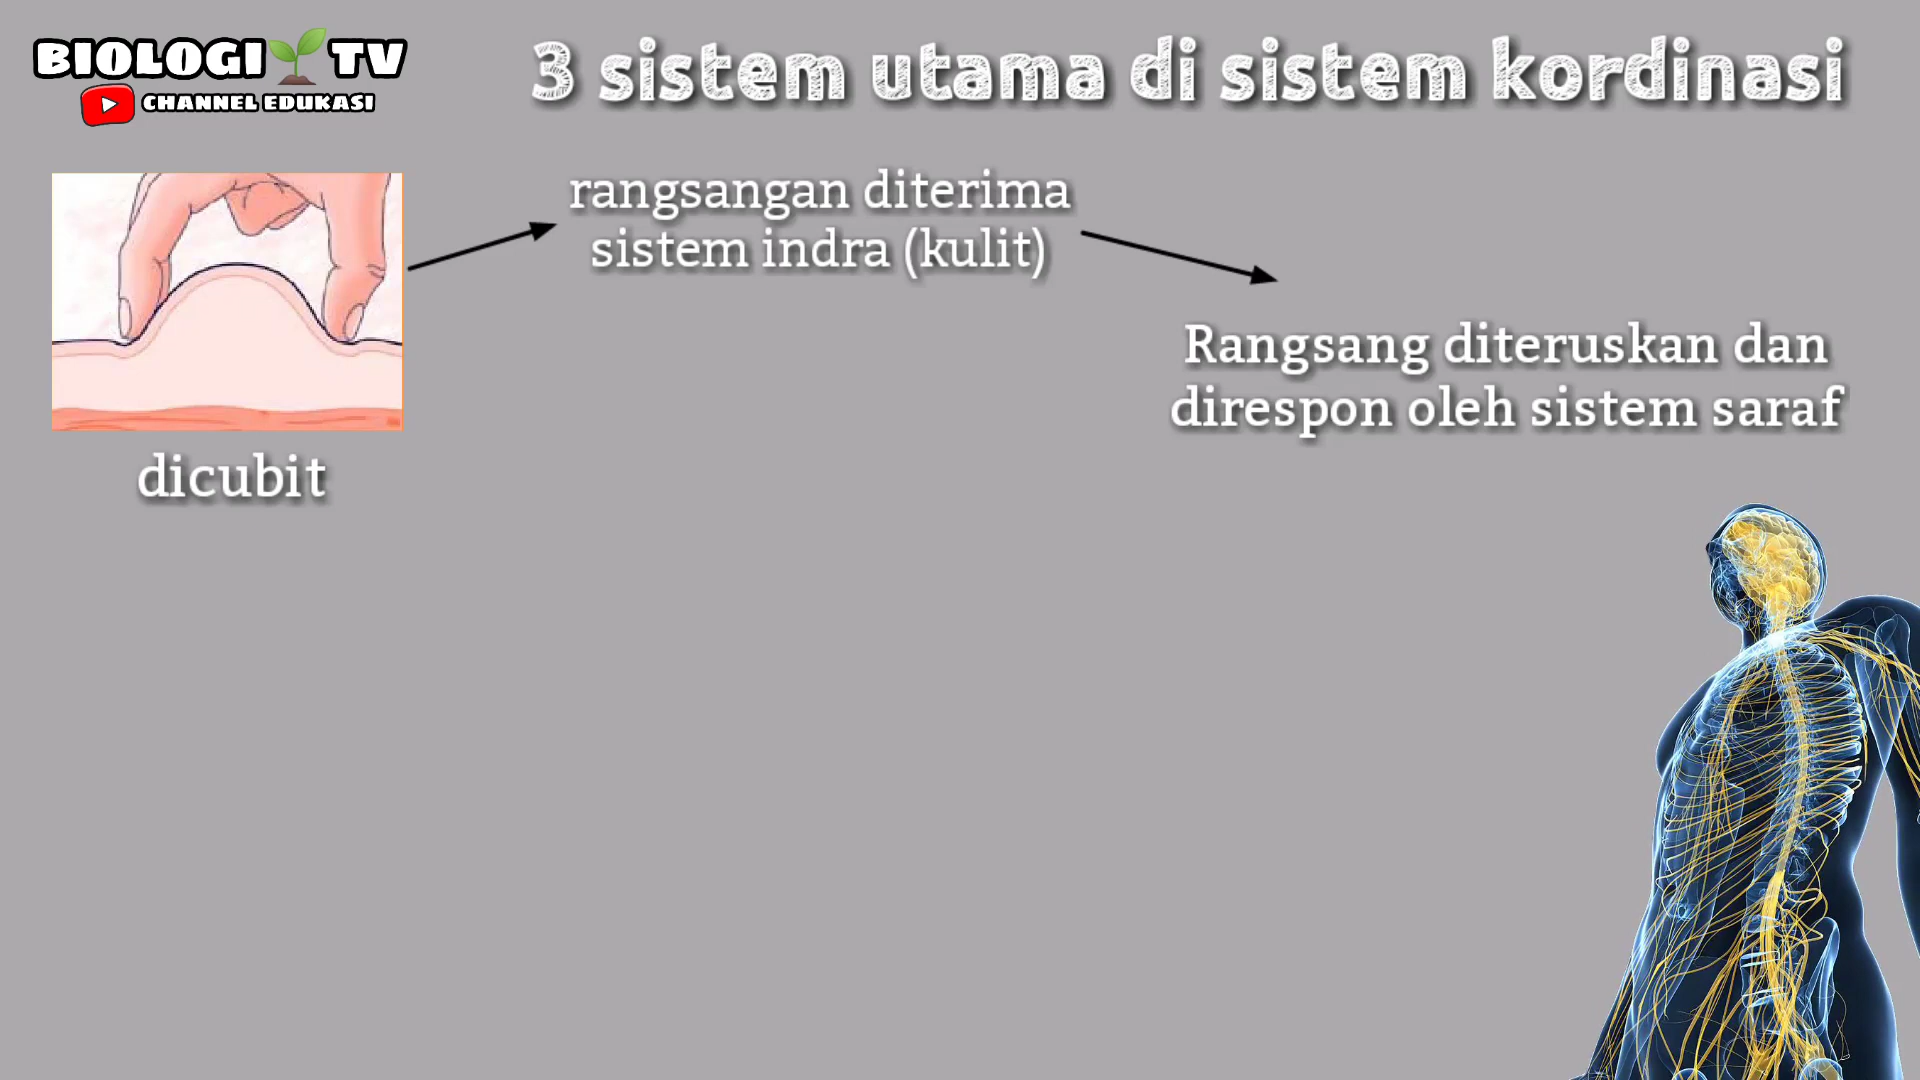 BIOLOGI TV
CHANNEL EDUKASI
3 sistem utama di sistem kordinasi
rangsangan diterima
sistem indra (kulit)
Rangsang diteruskan dan
direspon oleh sistem saraf
dicubit